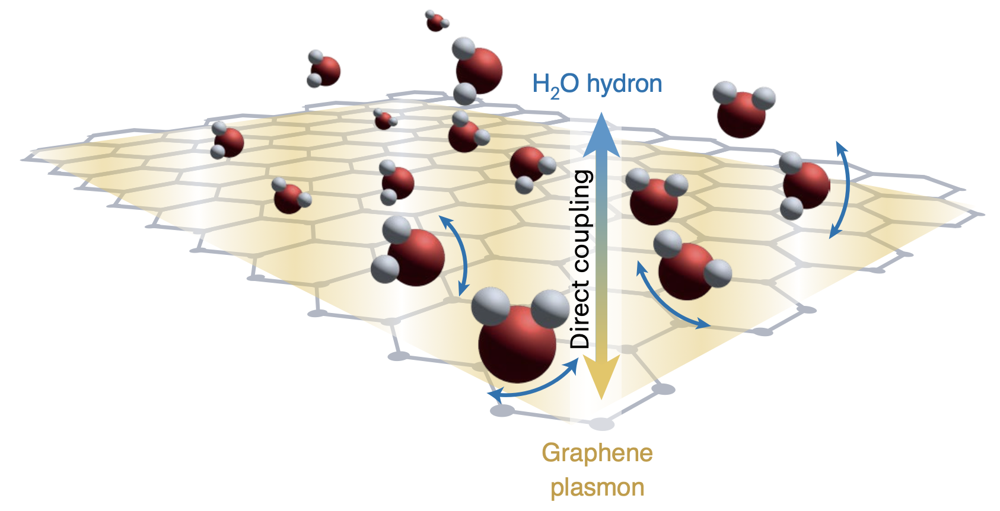 H₂O hydron
Direct coupling
Graphene
plasmon